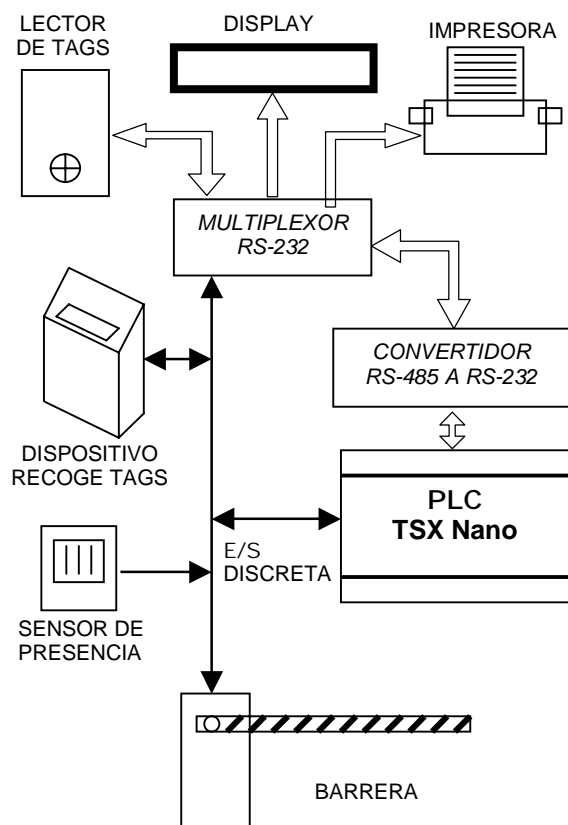 LECTOR
DE TAGS
DISPLAY
IMPRESORA
MULTIPLEXOR
RS-232
CONVERTIDOR
RS-485 A RS-232
DISPOSITIVO
RECOGE TAGS
PLC
TSX Nano
E/S
DISCRETA
SENSOR DE
PRESENCIA
BARRERA